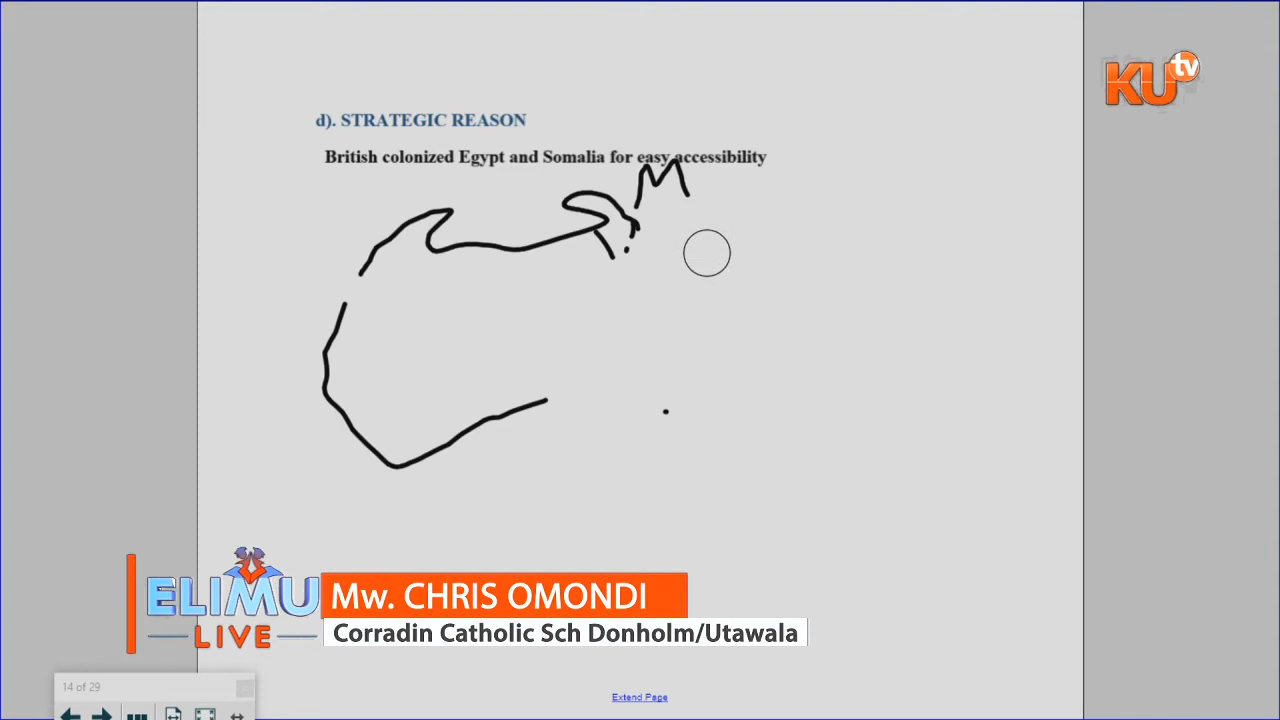 KU tv
d). STRATEGIC REASON
British colonized Egypt and Somalia for easy accessibility
M
ELIMU
LIVE
Mw. CHRIS OMONDI
Corradin Catholic Sch Donholm/Utawala
14 of 29
Extend Page